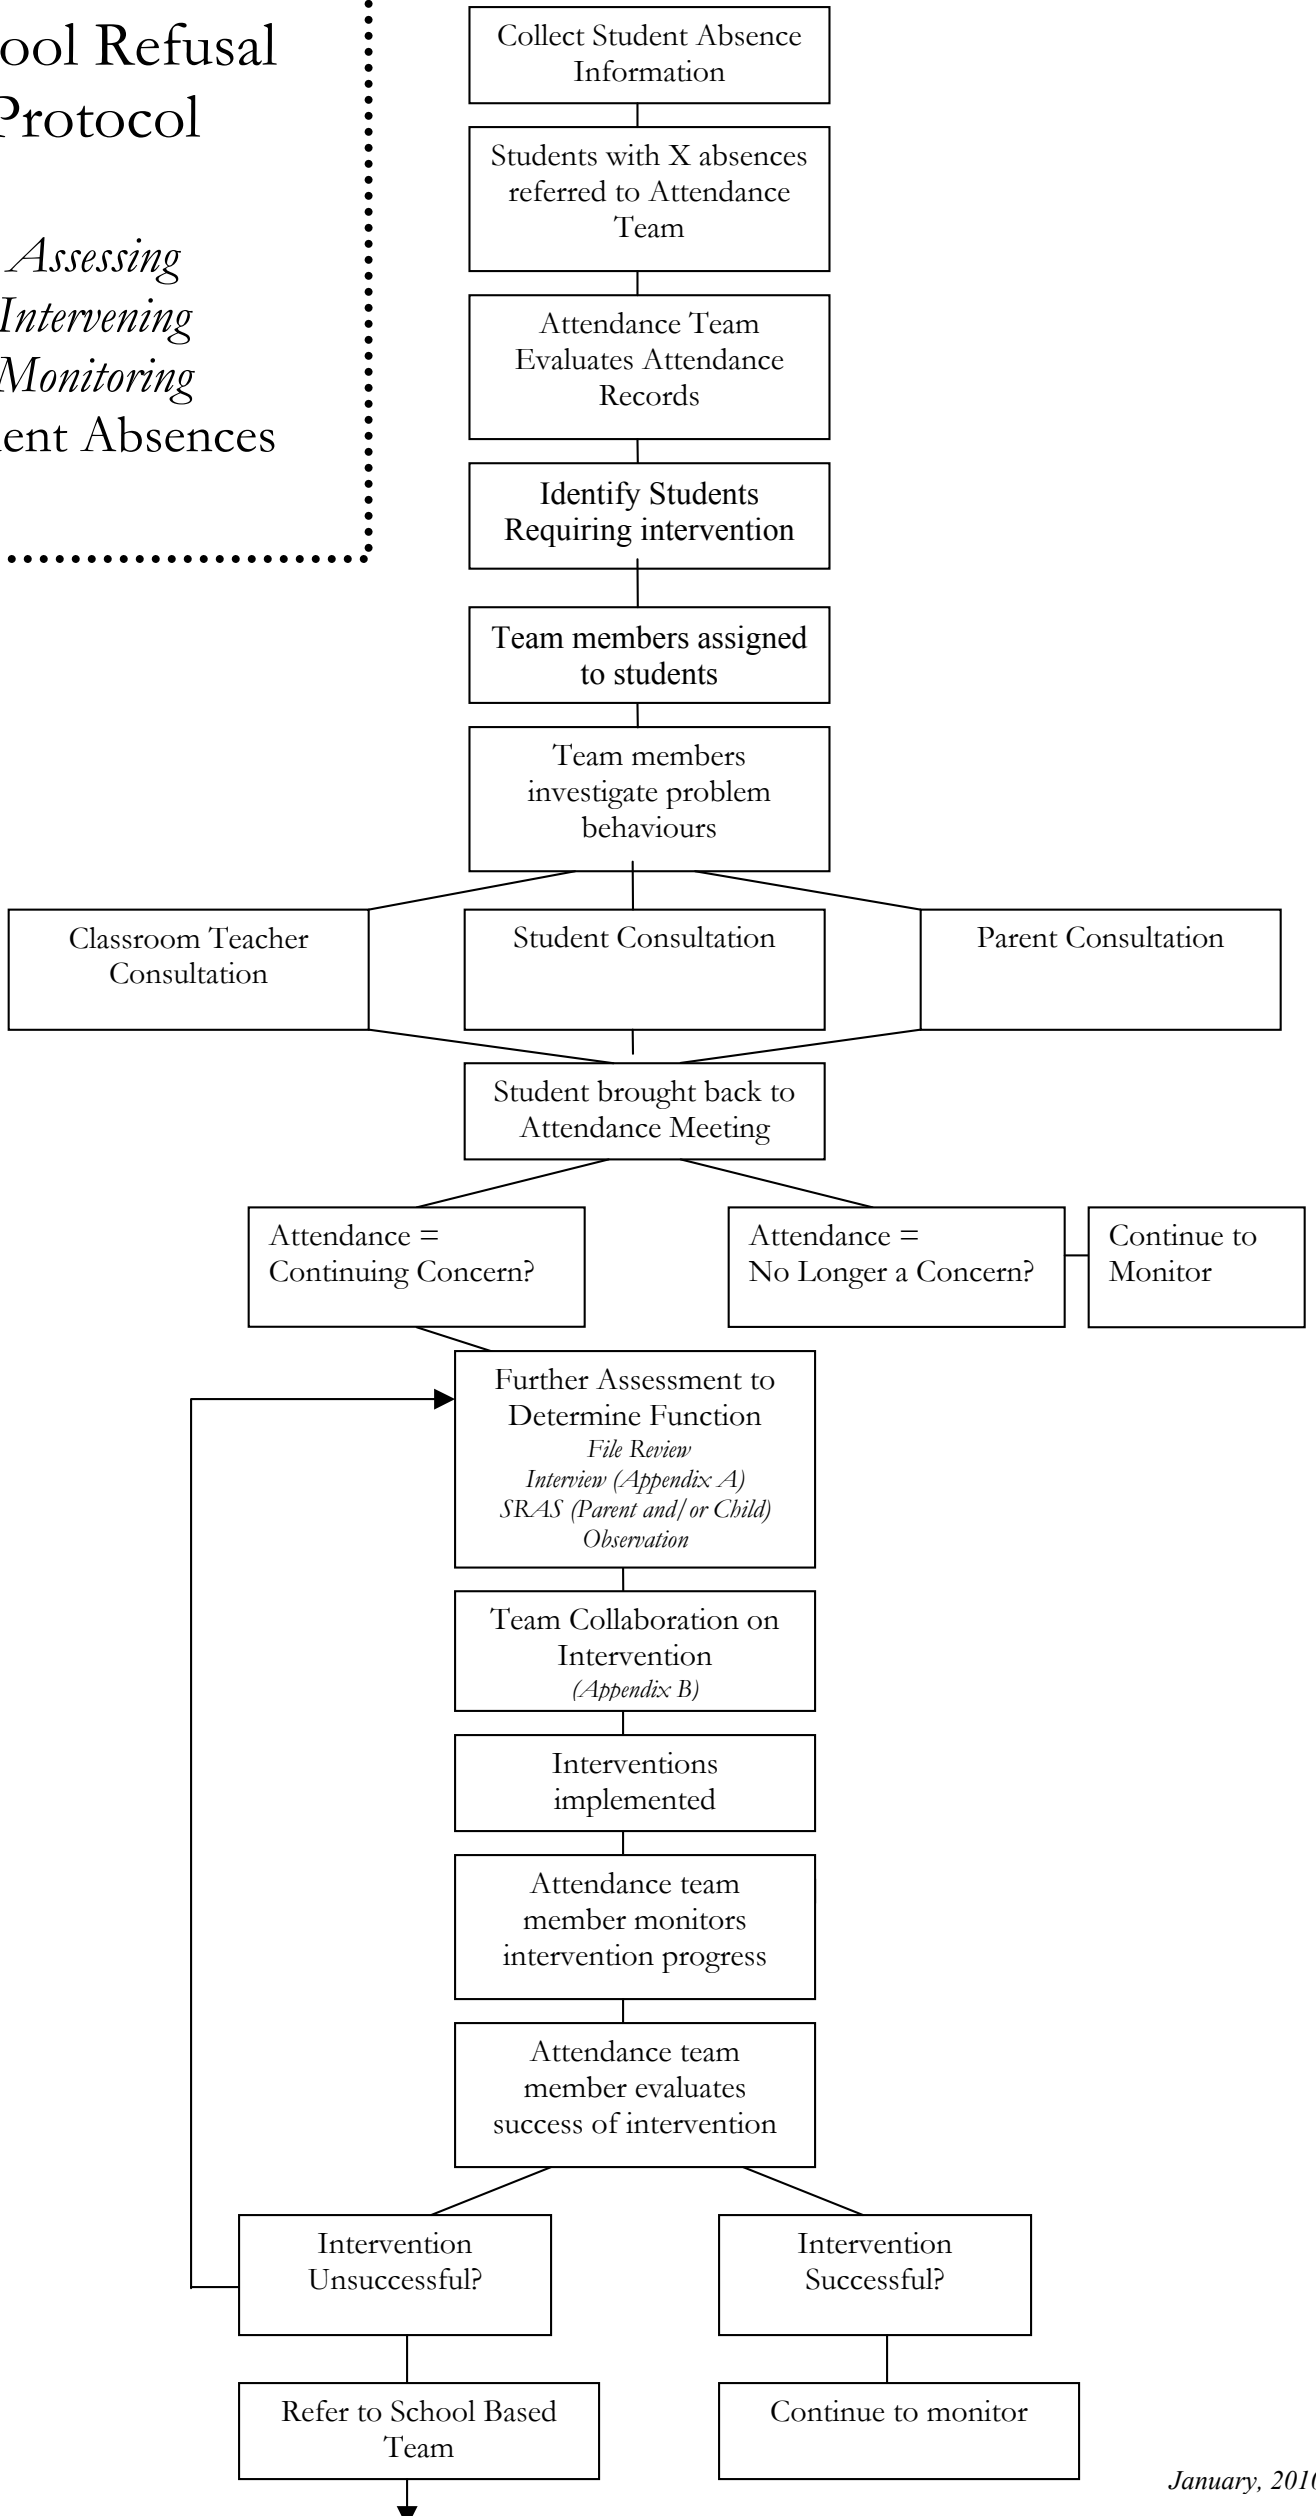 ool Refusal
Protocol
Assessing
Intervening
Monitoring
ent Absences
Collect Student Absence
Information
Students with X absences
referred to Attendance
Team
Attendance Team
Evaluates Attendance
Records
Identify Students
Requiring intervention
Team members assigned
to students
Team members
investigate problem
behaviours
Classroom Teacher
Consultation
Student Consultation
Parent Consultation
Student brought back to
Attendance Meeting
Attendance =
Continuing Concern?
Attendance =
No Longer a Concern?
Continue to
Monitor
Further Assessment to
Determine Function
File Review
Interview (Appendix A)
SRAS (Parent and/or Child)
Observation
Team Collaboration on
Intervention
(Appendix B)
Interventions
implemented
Attendance team
member monitors
intervention progress
Attendance team
member evaluates
success of intervention
Intervention
Unsuccessful?
Intervention
Successful?
Refer to School Based
Team
Continue to monitor
January, 2010